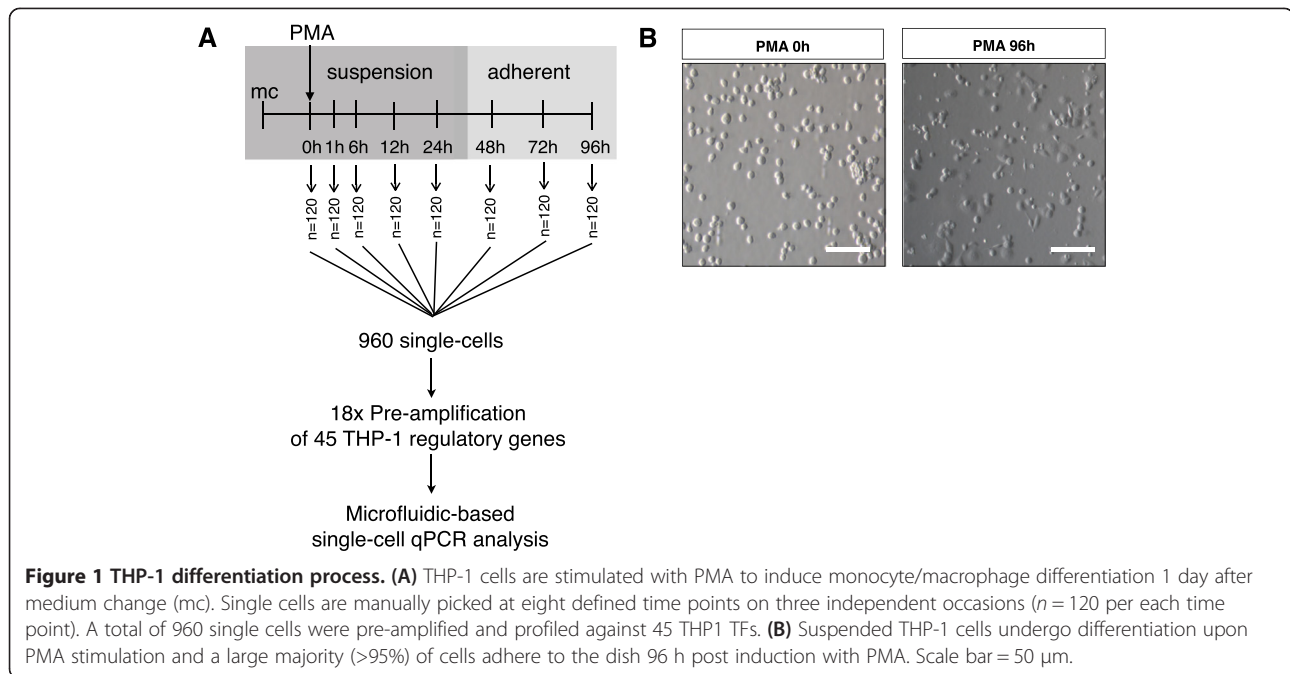 A
PMA
suspension
adherent
mc
0h 1h 6h 12h 24h 48h 72h 96h
n=120 n=120 n=120 n=120 n=120 n=120 n=120 n=120
960 single-cells
18x Pre-amplification
of 45 THP-1 regulatory genes
Microfluidic-based
single-cell qPCR analysis
B
PMA 0h
PMA 96h
Figure 1 THP-1 differentiation process. (A) THP-1 cells are stimulated with PMA to induce monocyte/macrophage differentiation 1 day after
medium change (mc). Single cells are manually picked at eight defined time points on three independent occasions (n = 120 per each time
point). A total of 960 single cells were pre-amplified and profiled against 45 THP1 TFs. (B) Suspended THP-1 cells undergo differentiation upon
PMA stimulation and a large majority (>95%) of cells adhere to the dish 96 h post induction with PMA. Scale bar = 50 μm.